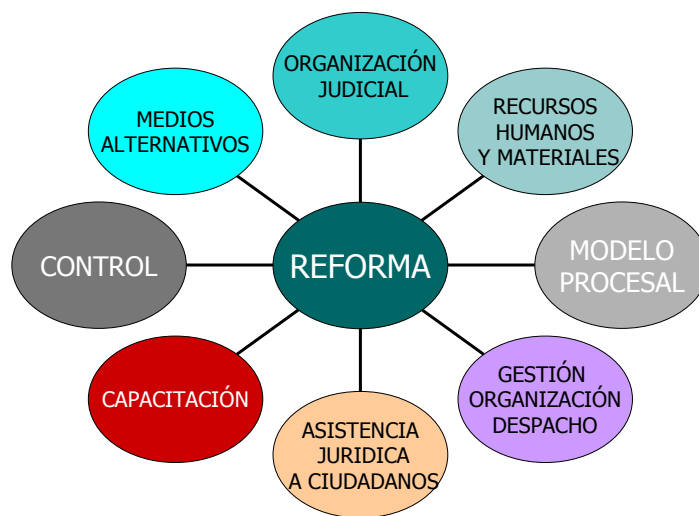 ORGANIZACIÓN
JUDICIAL
MEDIOS
ALTERNATIVOS
RECURSOS
HUMANOS
Y MATERIALES
CONTROL
REFORMA
MODELO
PROCESAL
CAPACITACIÓN
GESTIÓN
ORGANIZACIÓN
DESPACHO
ASISTENCIA
JURIDICA
A CIUDADANOS